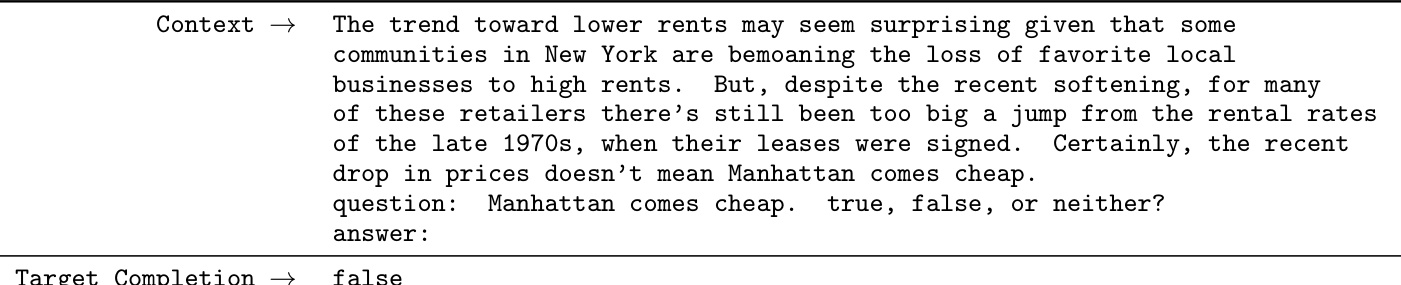 Context → The trend toward lower rents may seem surprising given that some
communities in New York are bemoaning the loss of favorite local
businesses to high rents. But, despite the recent softening, for many
of these retailers there's still been too big a jump from the rental rates
of the late 1970s, when their leases were signed. Certainly, the recent
drop in prices doesn't mean Manhattan comes cheap.
question: Manhattan comes cheap. true, false, or neither?
answer:
Target Completion → false